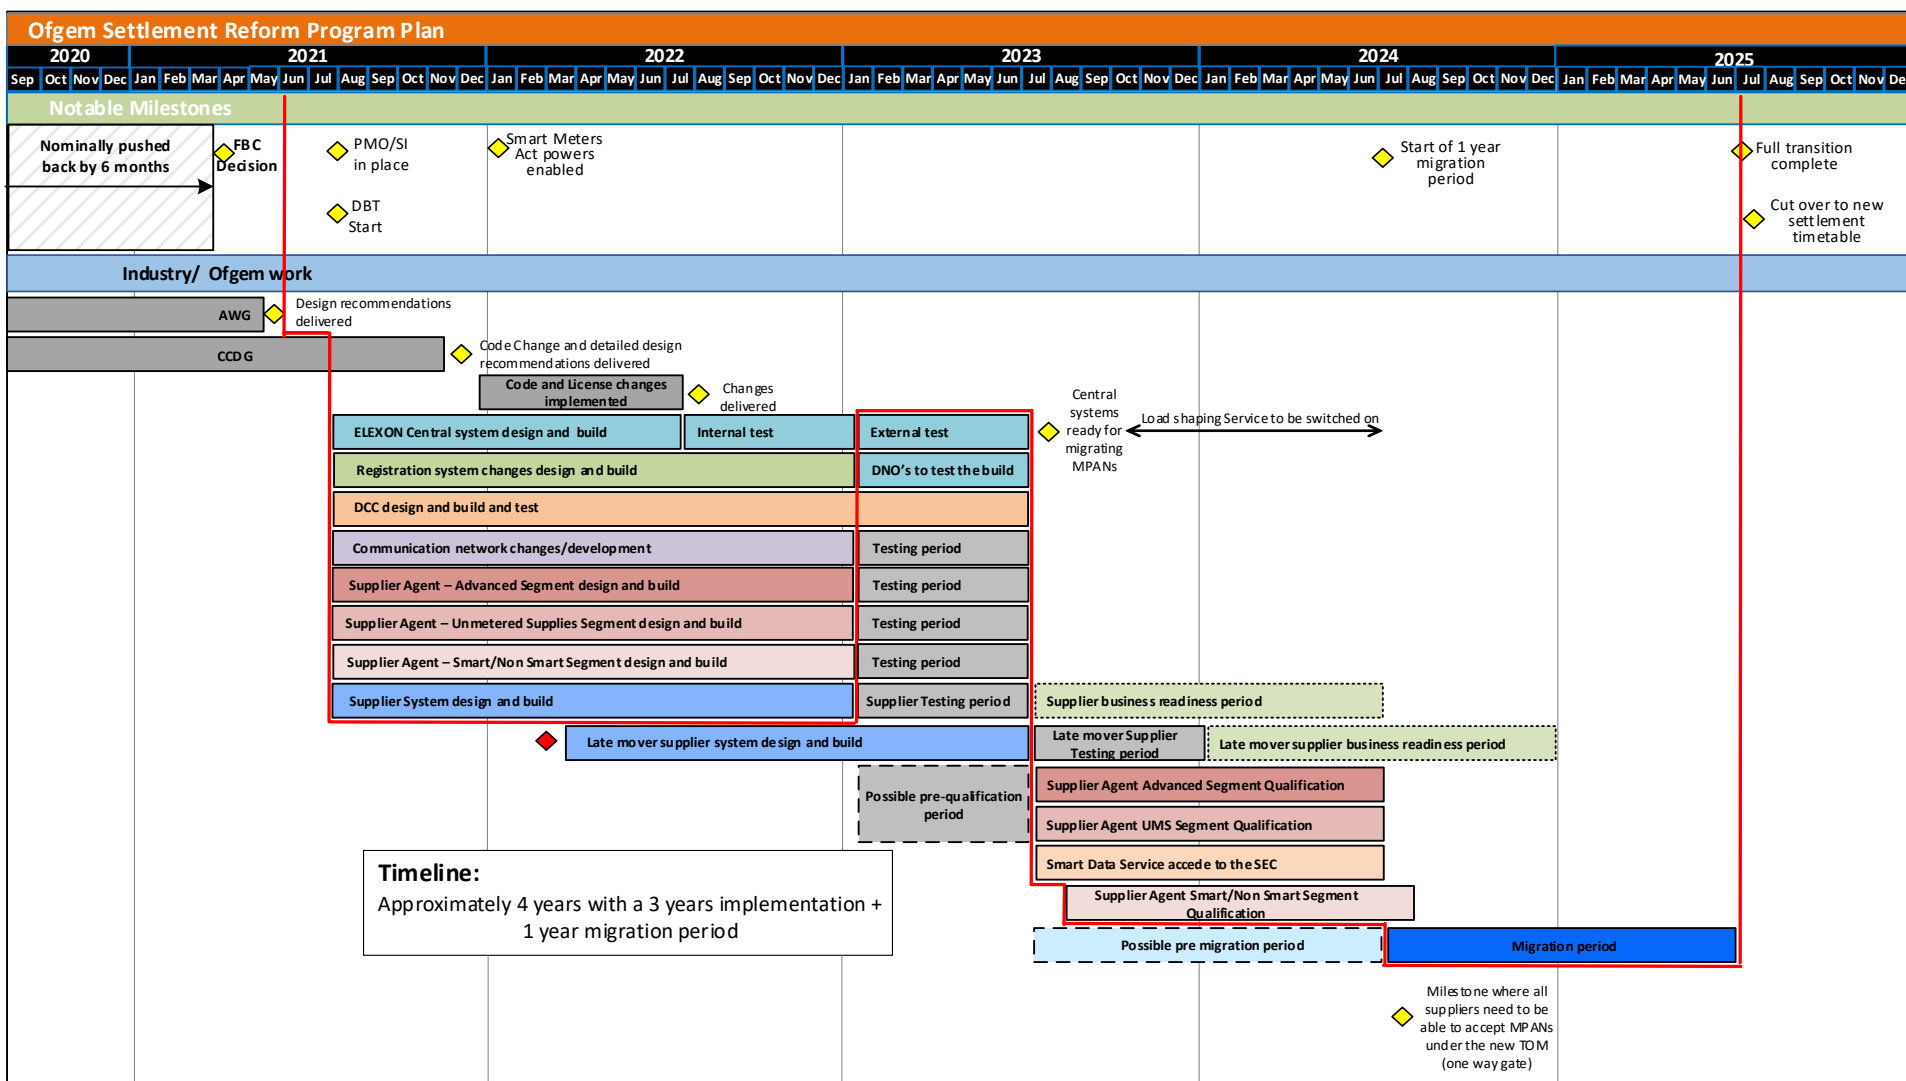 Ofgem Settlement Reform Program Plan
2020 2021 2022 2023 2024 2025
Sep Oct Nov Dec Jan Feb Mar Apr May Jun Jul Aug Sep Oct Nov Dec Jan Feb Mar Apr May Jun Jul Aug Sep Oct Nov Dec Jan Feb Mar Apr May Jun Jul Aug Sep Oct Nov Dec Jan Feb Mar Apr May Jun Jul Aug Sep Oct Nov Dec Jan Feb Mar Apr May Jun Jul Aug Sep Oct Nov De
Notable Milestones
Nominally pushed
back by 6 months
FBC
Decision
PMO/SI
in place
DBT
Start
Smart Meters
Act powers
enabled
Start of 1 year
migration
period
Full transition
complete
Cut over to new
settlement
timetable
Industry/ Ofgem work
AWG
Design recommendations
delivered
CCDG
Code Change and detailed design
recommendations delivered
Code and License changes
implemented
Changes
delivered
ELEXON Central system design and build
Internal test
External test
Central
systems
ready for
migrating
MPANs
Load shaping Service to be switched on
Registration system changes design and build
DNO's to test the build
DCC design and build and test
Communication network changes/development
Testing period
Supplier Agent – Advanced Segment design and build
Testing period
Supplier Agent – Unmetered Supplies Segment design and build
Testing period
Supplier Agent – Smart/Non Smart Segment design and build
Testing period
Supplier System design and build
Supplier Testing period
Supplier business readiness period
Late mover supplier system design and build
Late mover Supplier
Testing period
Late mover supplier business readiness period
Possible pre-qualification
period
Supplier Agent Advanced Segment Qualification
Supplier Agent UMS Segment Qualification
Smart Data Service accede to the SEC
Supplier Agent Smart/Non Smart Segment
Qualification
Timeline:
Approximately 4 years with a 3 years implementation +
1 year migration period
Possible pre migration period
Migration period
Milestone where all
suppliers need to be
able to accept MPANs
under the new TOM
(one way gate)